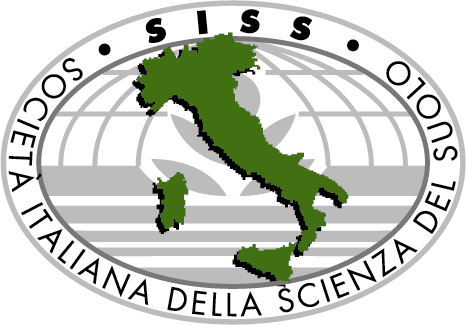 • SISS •
SOCIETÀ ITALIANA DELLA SCIENZA DEL SUOLO